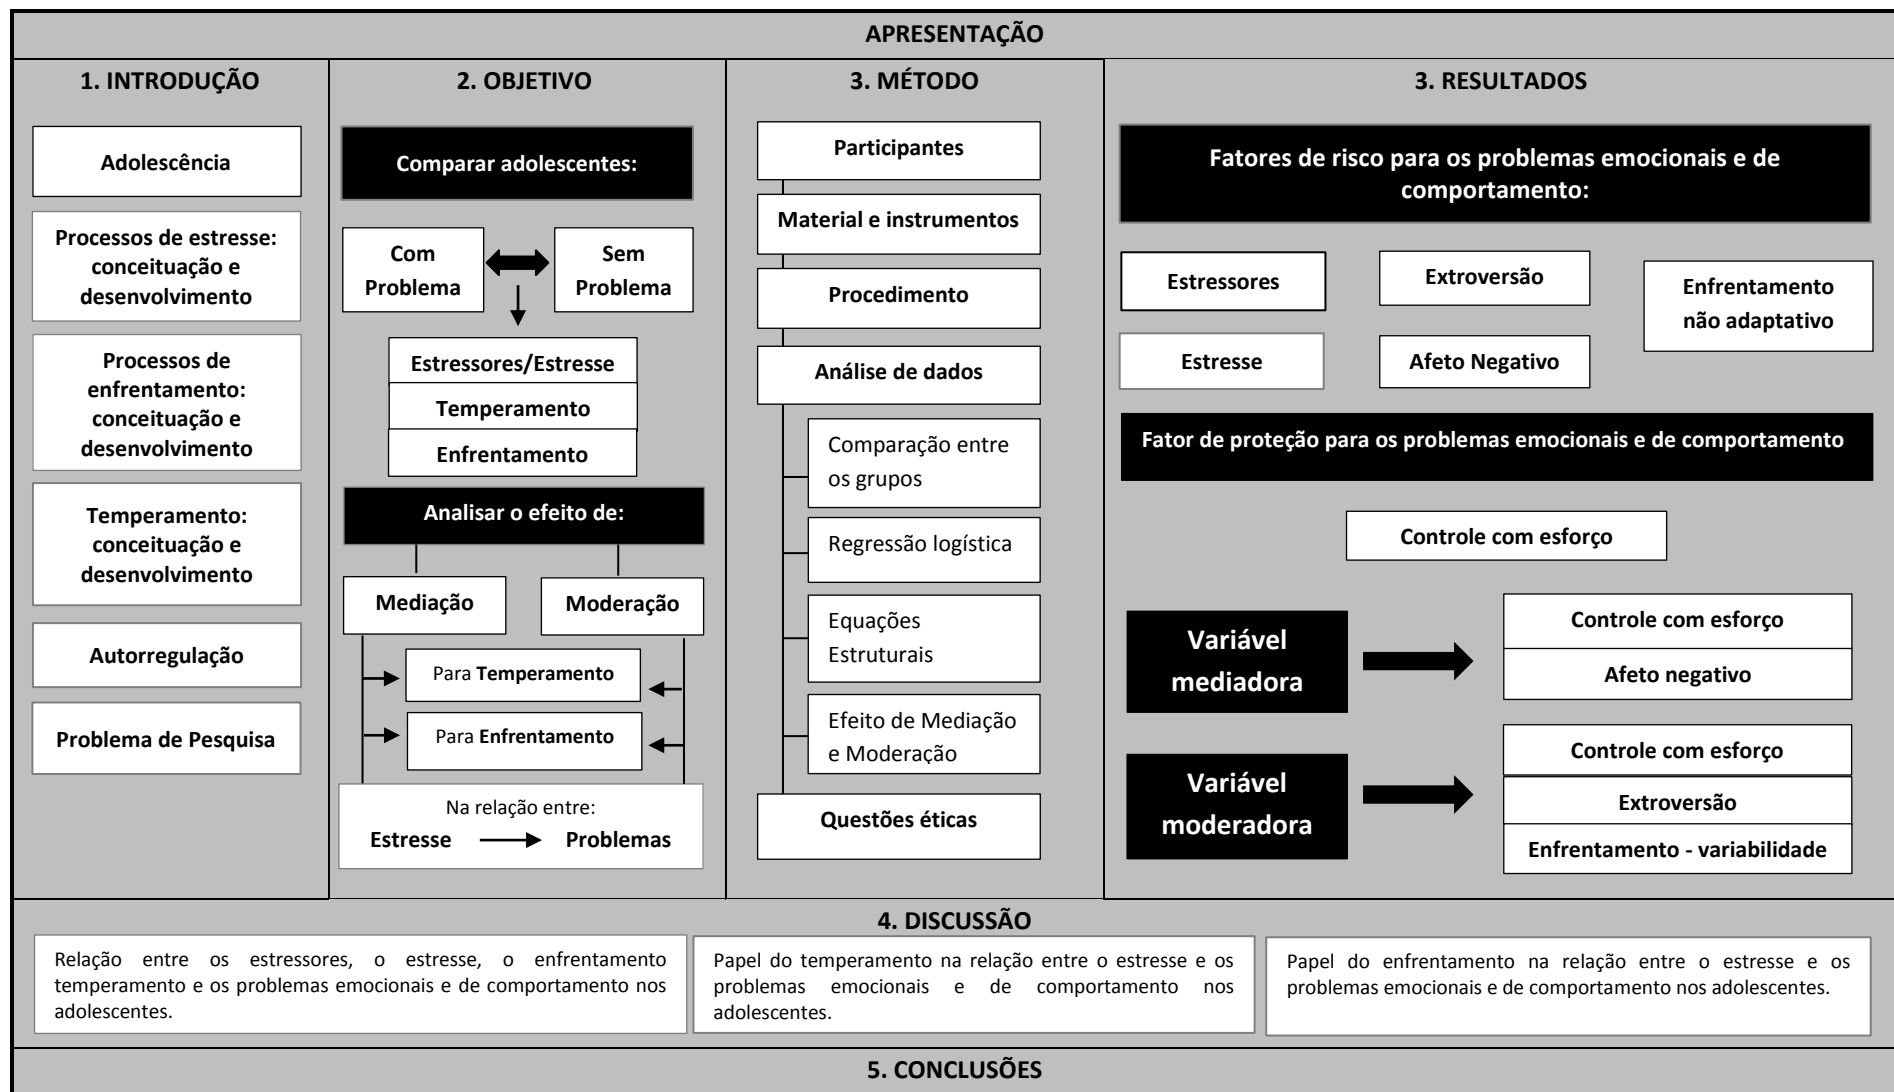 APRESENTAÇÃO
1. INTRODUÇÃO
Adolescência
Processos de estresse:
conceituação e
desenvolvimento
Processos de
enfrentamento:
conceituação e
desenvolvimento
Temperamento:
conceituação e
desenvolvimento
Autorregulação
Problema de Pesquisa
2. OBJETIVO
Comparar adolescentes:
Com
Problema
Sem
Problema
Estressores/Estresse
Temperamento
Enfrentamento
Analisar o efeito de:
Mediação
Moderação
Para Temperamento
Para Enfrentamento
Na relação entre:
Estresse
Problemas
3. MÉTODO
Participantes
Material e instrumentos
Procedimento
Análise de dados
Comparação entre
os grupos
Regressão logística
Equações
Estruturais
Efeito de Mediação
e Moderação
Questões éticas
3. RESULTADOS
Fatores de risco para os problemas emocionais e de
comportamento:
Estressores
Extroversão
Enfrentamento
não adaptativo
Estresse
Afeto Negativo
Fator de proteção para os problemas emocionais e de comportamento
Controle com esforço
Variável
mediadora
Controle com esforço
Afeto negativo
Variável
moderadora
Controle com esforço
Extroversão
Enfrentamento - variabilidade
4. DISCUSSÃO
Relação entre os estressores, o estresse, o enfrentamento
temperamento e os problemas emocionais e de comportamento nos
adolescentes.
Papel do temperamento na relação entre o estresse e os
problemas emocionais e de comportamento nos
adolescentes.
Papel do enfrentamento na relação entre o estresse e os
problemas emocionais e de comportamento nos adolescentes.
5. CONCLUSÕES